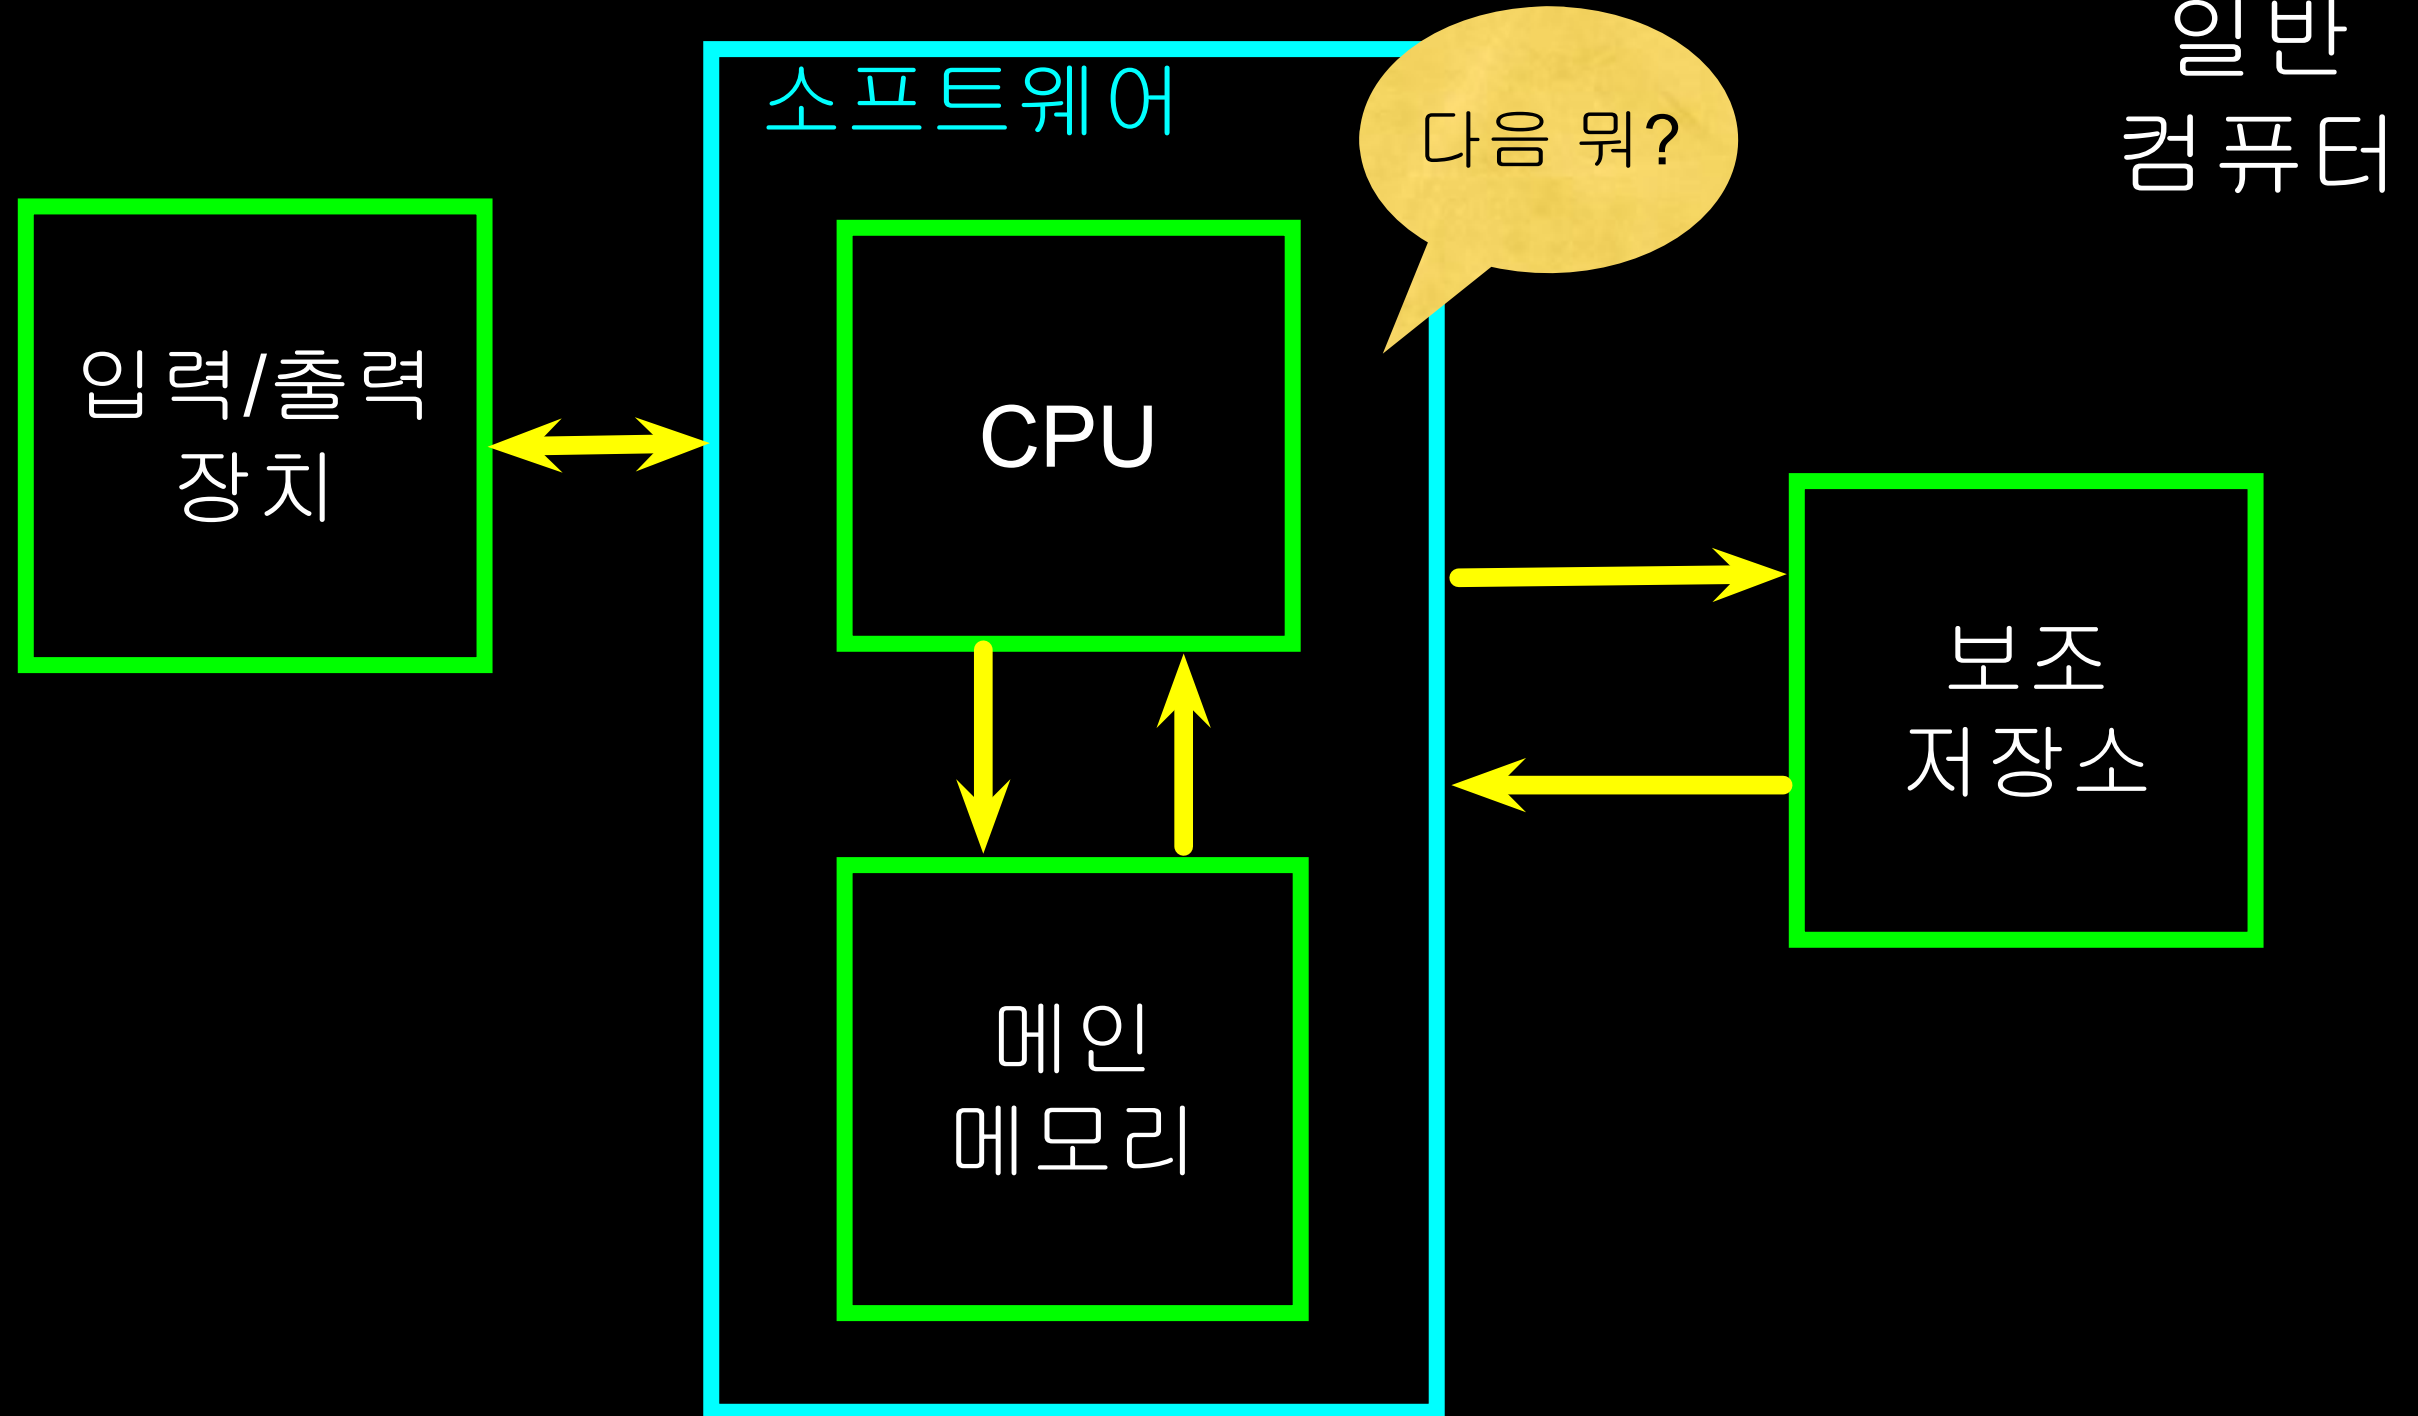 일반
컴퓨터
소프트웨어
다음 뭐?
입력/출력
장치
CPU
보조
저장소
메인
메모리